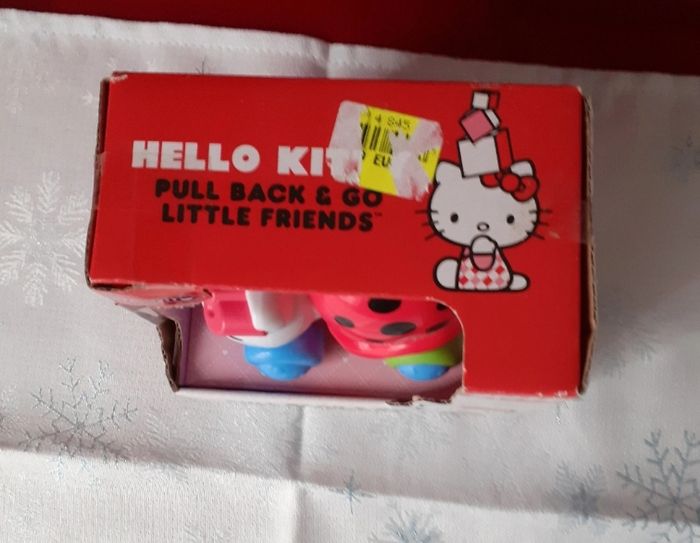 HELLO KIT
PULL BACK & GO
LITTLE FRIENDS™